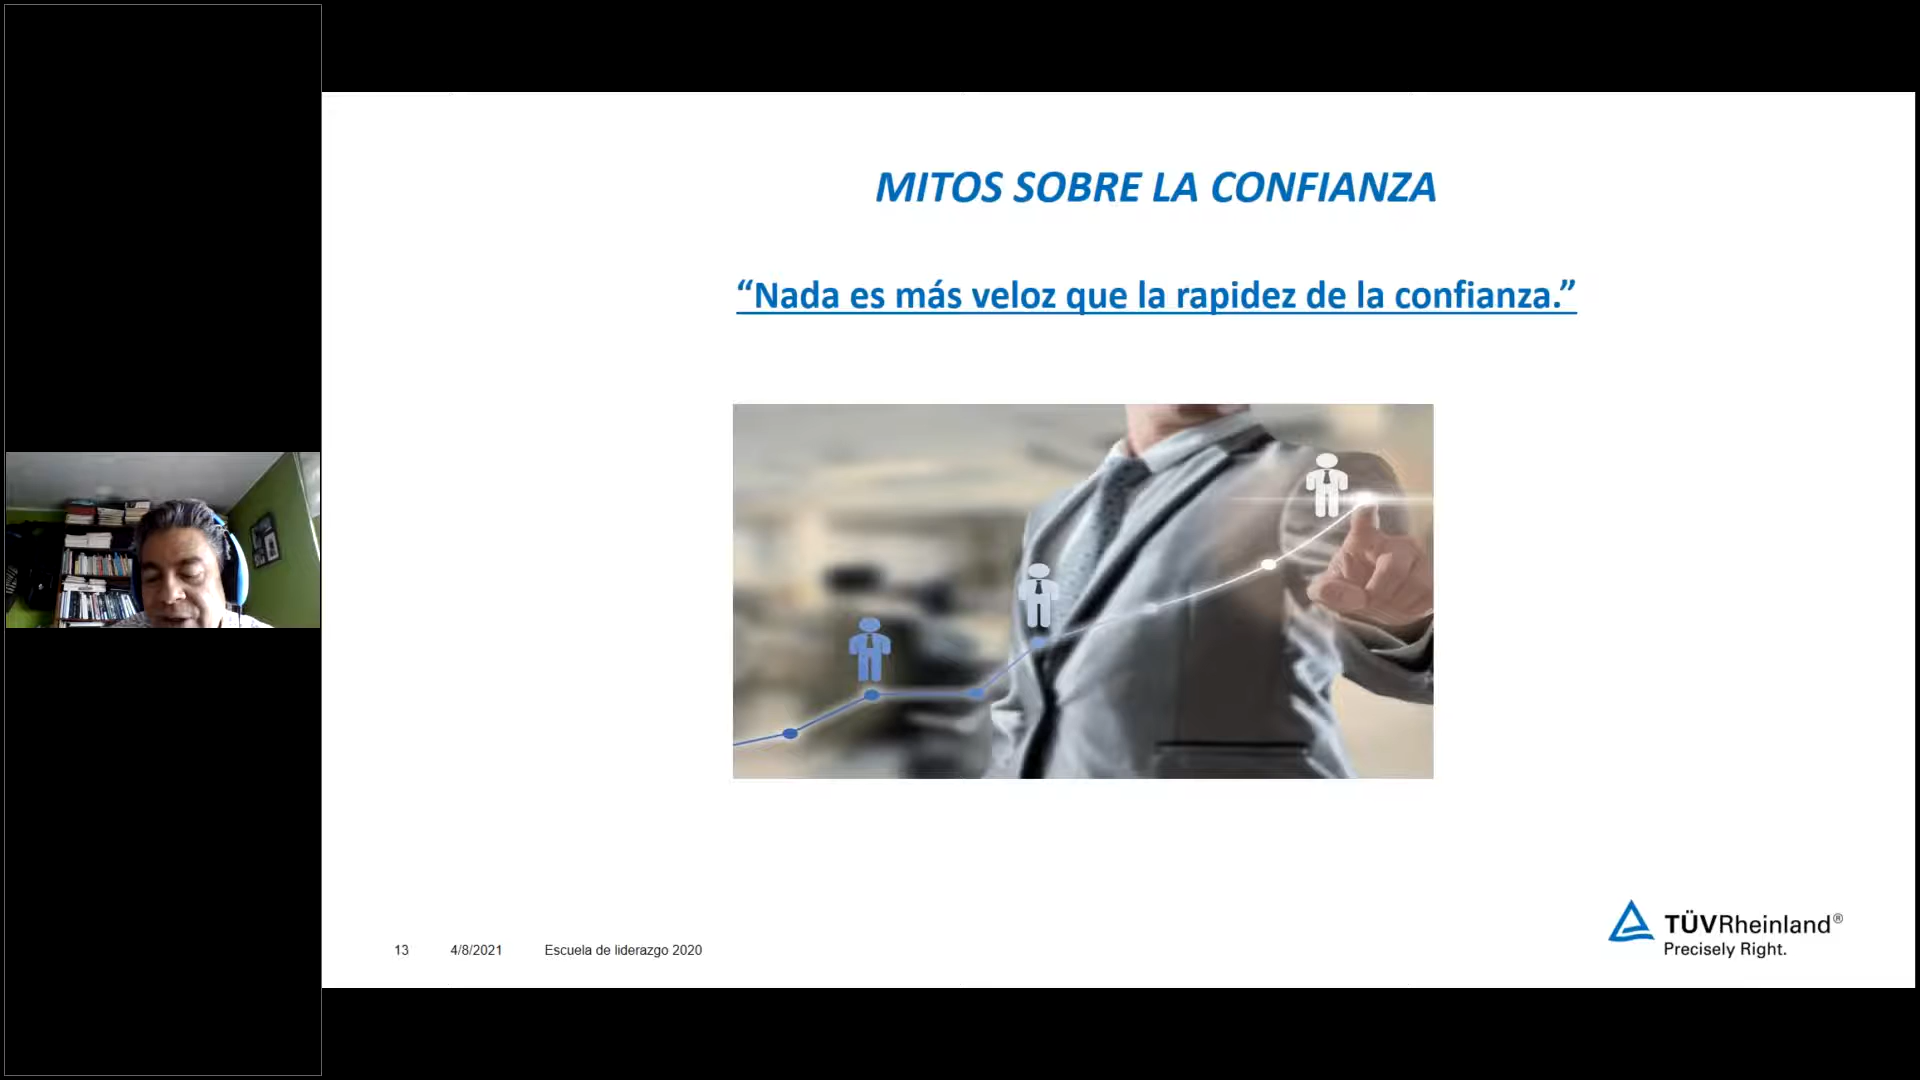 MITOS SOBRE LA CONFIANZA
“Nada es más veloz que la rapidez de la confianza.”
13 4/8/2021 Escuela de liderazgo 2020
TÜVRheinland®
Precisely Right.